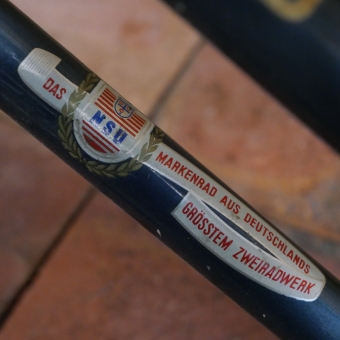 DAS
NSU
MARKENRAD AUS DEUTSCHLANDS
GRÖSSTEM ZWEIRADWERK